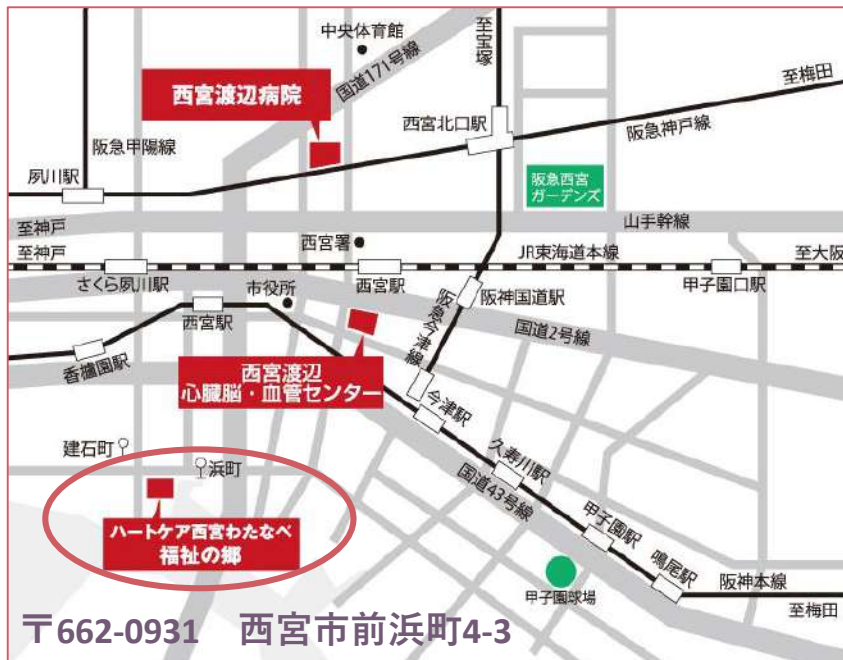 中央体育館
至宝塚
国道171号線
至梅田
西宮渡辺病院
西宮北口駅
阪急神戸線
阪急甲陽線
夙川駅
阪急西宮
ガーデンズ
至神戸
山手幹線
西宮署
至神戸
JR東海道本線
至大阪
さくら夙川駅
市役所
西宮駅
甲子園口駅
西宮駅
阪急今津線
阪神国道駅
国道2号線
香櫨園駅
西宮渡辺
心臓脳・血管センター
今津駅
建石町
浜町
久寿川駅
国道43号線
ハートケア西宮わたなべ
福祉の郷
甲子園駅
鳴尾駅
甲子園球場
阪神本線
至梅田
〒662-0931 西宮市前浜町4-3